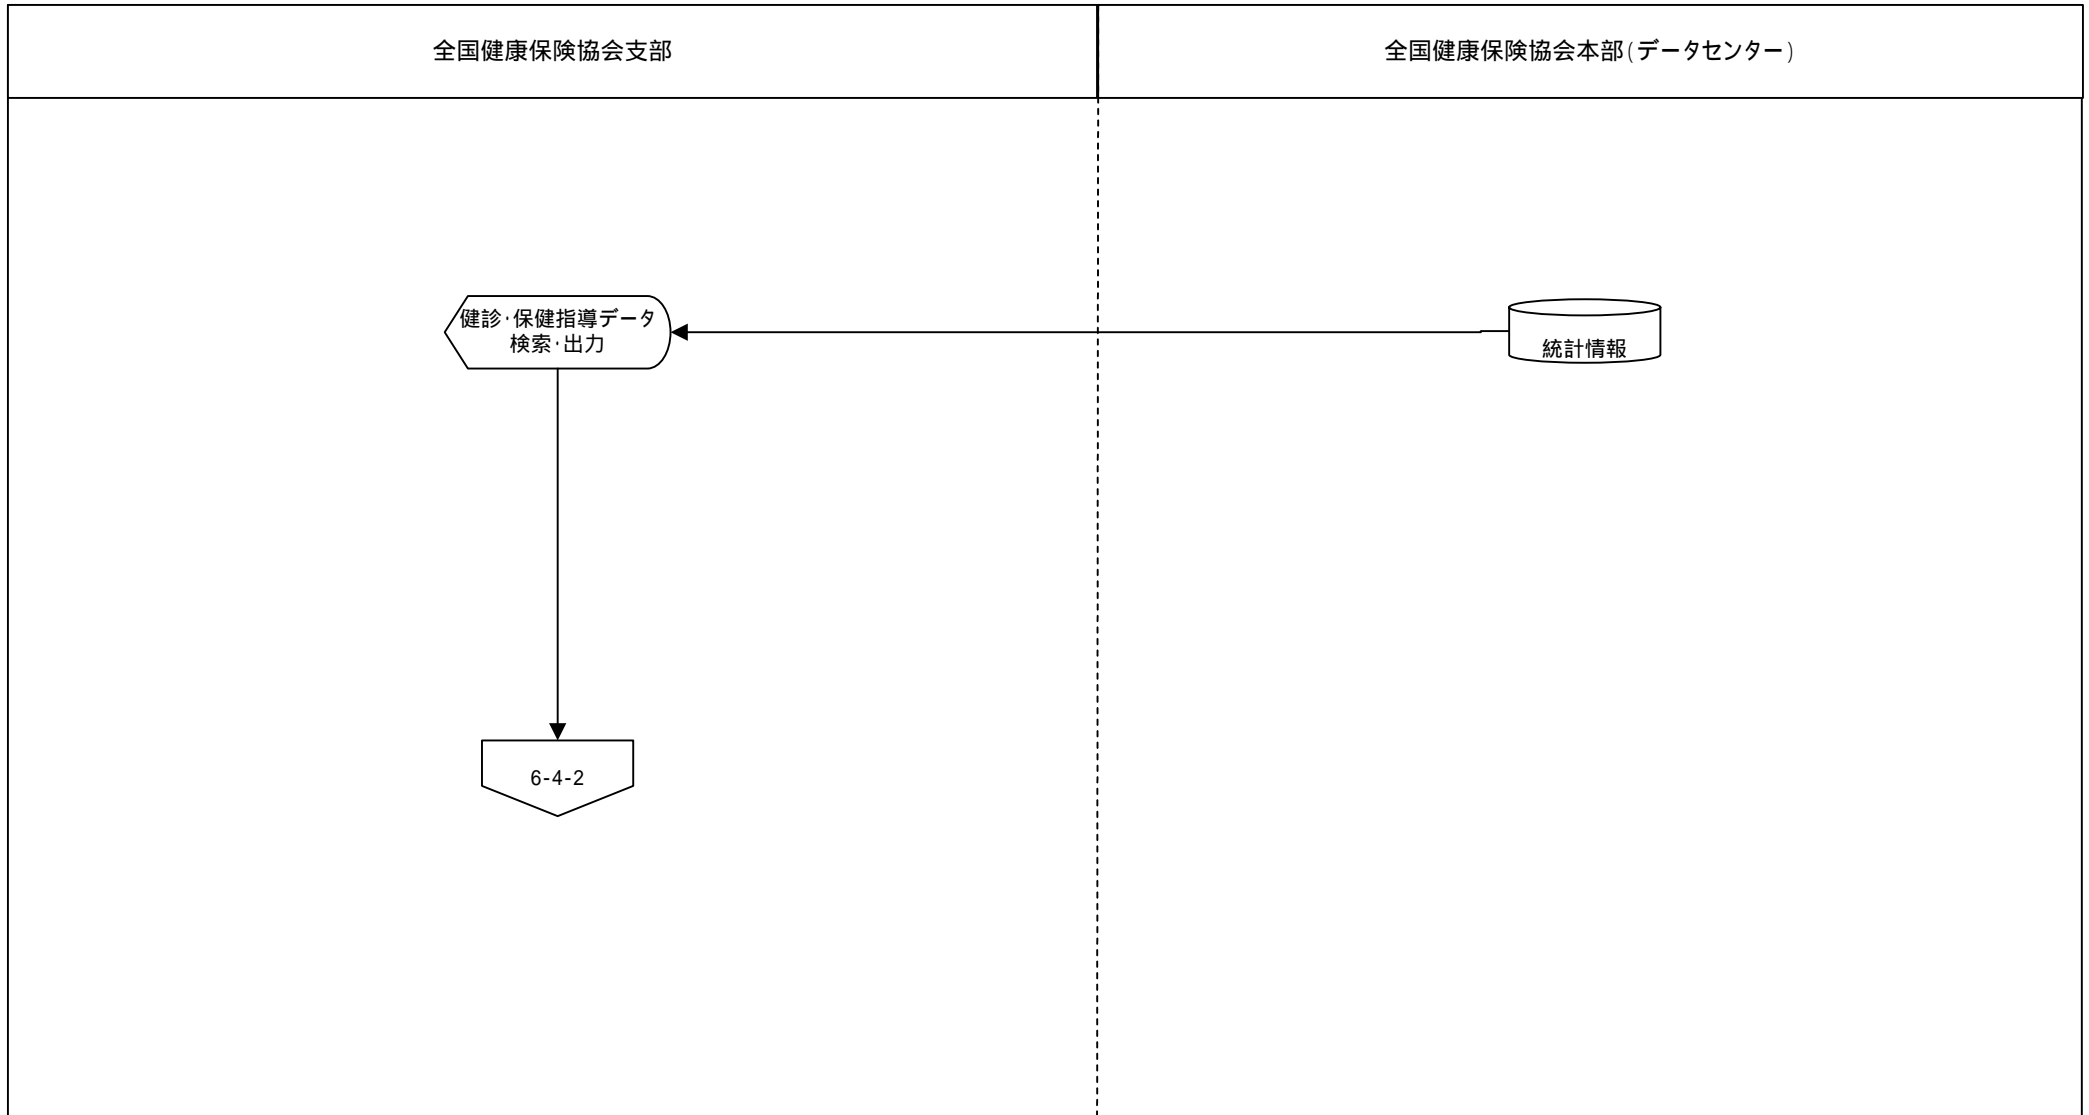 全国健康保険協会支部
全国健康保険協会本部(データセンター)
健診·保健指導データ
検索·出力
統計情報
6-4-2